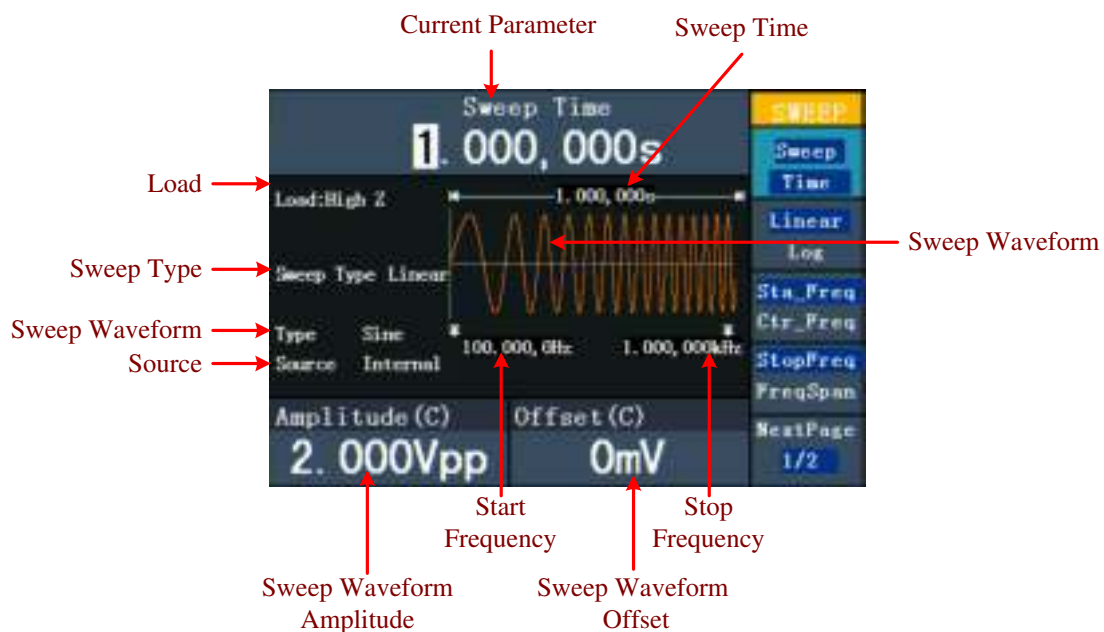 Current Parameter
Sweep Time
Sweep Time
1.000,000s
SWEEP
Sweep
Time
Linear
Log
Sta_Freq
Ctr_Freq
StopFreq
FreqSpan
NextPage
1/2
Load
Load:High Z
1.000,000s
Sweep Waveform
Sweep Type
Sweep Type Linear
Sweep Waveform
Type Sine
Source
Source Internal
100.000,0Hz
1.000,000kHz
Amplitude(C)
2.000Vpp
Offset(C)
0mV
Start
Frequency
Stop
Frequency
Sweep Waveform
Amplitude
Sweep Waveform
Offset